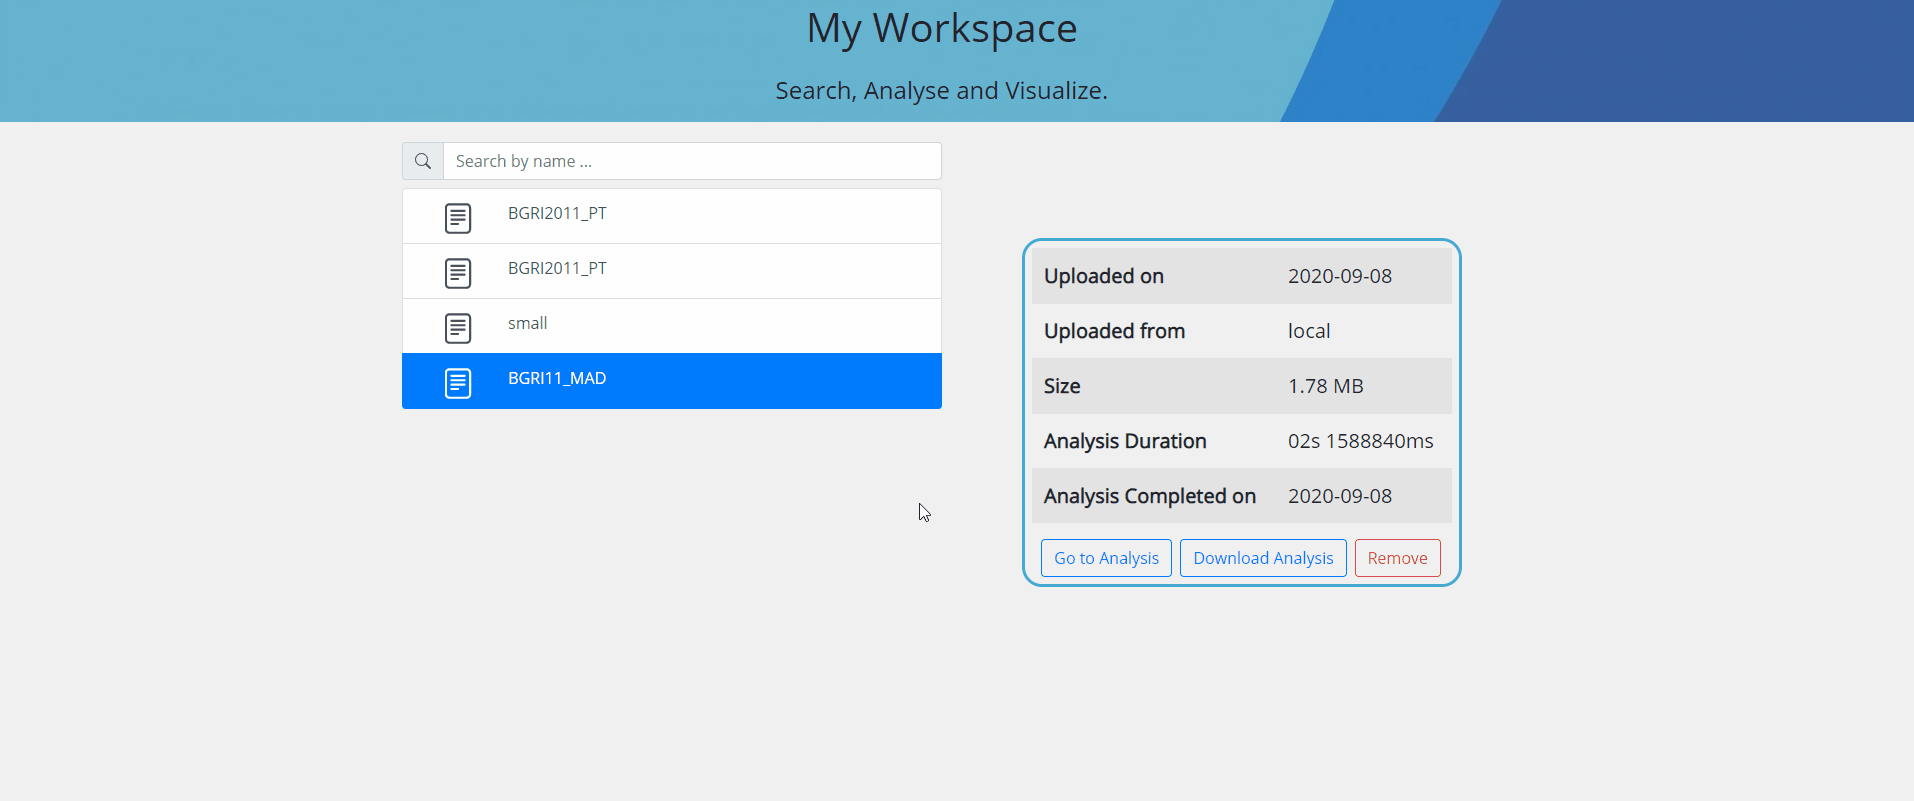 My Workspace
Search, Analyse and Visualize.
Search by name ...
BGRI2011_PT
BGRI2011_PT
small
BGRI11_MAD
Uploaded on 2020-09-08
Uploaded from local
Size 1.78 MB
Analysis Duration 02s 1588840ms
Analysis Completed on 2020-09-08
Go to Analysis Download Analysis Remove